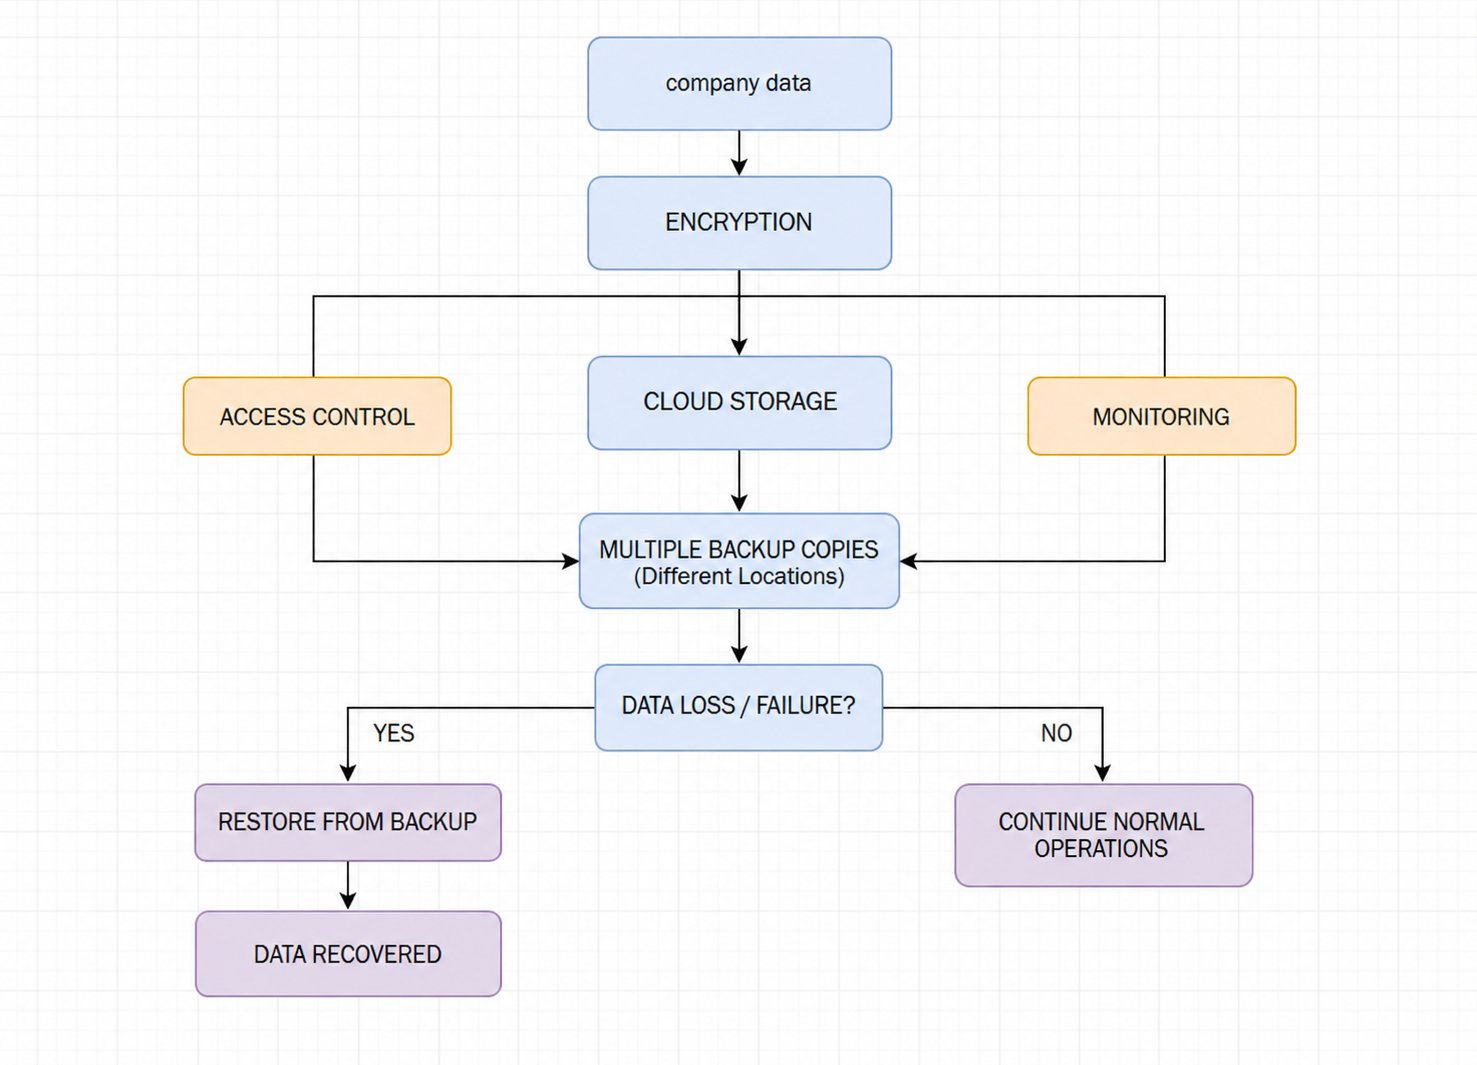 company data
ENCRYPTION
ACCESS CONTROL
CLOUD STORAGE
MONITORING
MULTIPLE BACKUP COPIES
(Different Locations)
DATA LOSS / FAILURE?
YES
NO
RESTORE FROM BACKUP
CONTINUE NORMAL
OPERATIONS
DATA RECOVERED